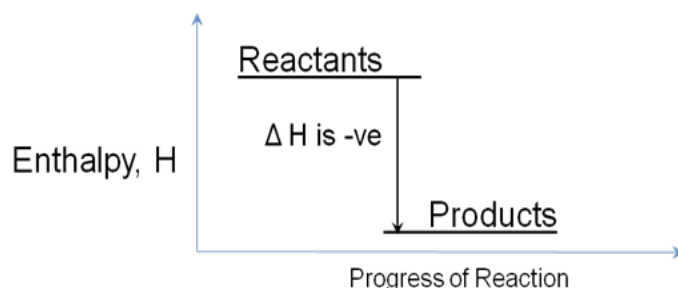 Reactants
Δ H is -ve
Enthalpy, H
Products
Progress of Reaction